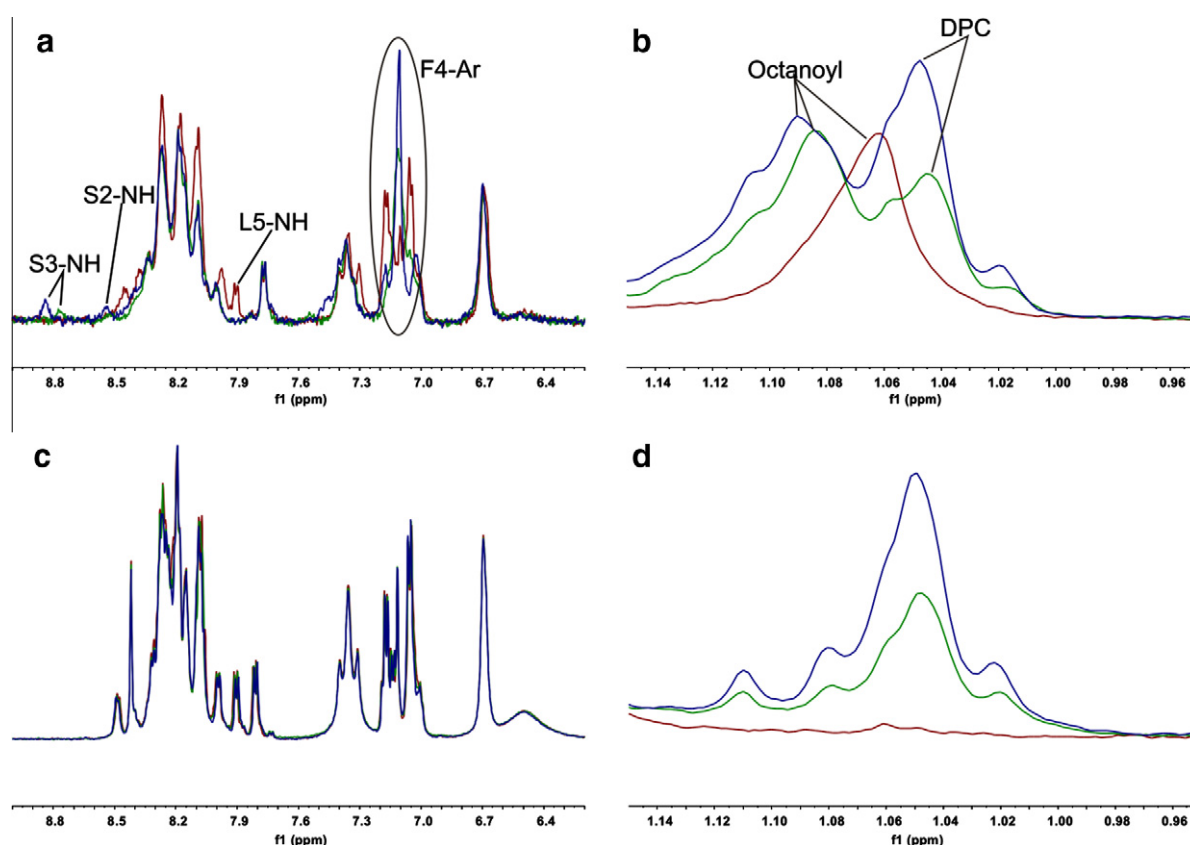 a
F4-Ar
S2-NH
L5-NH
S3-NH
8.8 8.5 8.2 7.9 7.6 7.3 7.0 6.7 6.4
f1 (ppm)
b
DPC
Octanoyl
1.14 1.12 1.10 1.08 1.06 1.04 1.02 1.00 0.98 0.96
f1 (ppm)
c
8.8 8.5 8.2 7.9 7.6 7.3 7.0 6.7 6.4
f1 (ppm)
d
1.14 1.12 1.10 1.08 1.06 1.04 1.02 1.00 0.98 0.96
f1 (ppm)